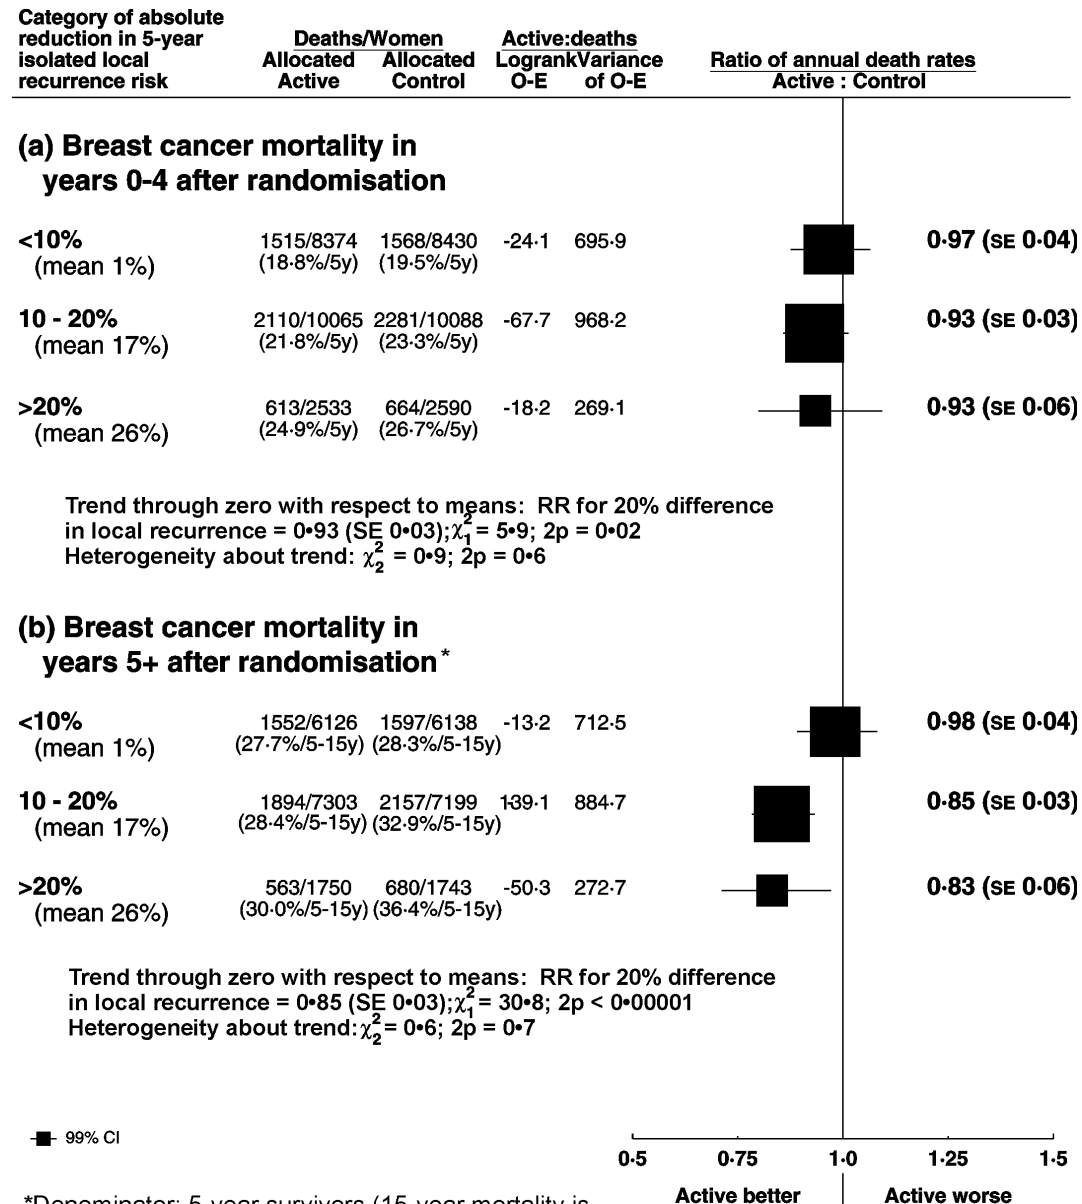 Category of absolute
reduction in 5-year
isolated local
recurrence risk
Deaths/Women
Allocated Active
Allocated Control
Active:deaths
Logrank O-E
Variance of O-E
Ratio of annual death rates
Active : Control
(a) Breast cancer mortality in
years 0-4 after randomisation
<10% 1515/8374 1568/8430 -24·1 695·9 0·97 (SE 0·04)
(mean 1%) (18·8%/5y) (19·5%/5y)
10 - 20% 2110/10065 2281/10088 -67·7 968·2 0·93 (SE 0·03)
(mean 17%) (21·8%/5y) (23·3%/5y)
>20% 613/2533 664/2590 -18·2 269·1 0·93 (SE 0·06)
(mean 26%) (24·9%/5y) (26·7%/5y)
Trend through zero with respect to means: RR for 20% difference
in local recurrence = 0•93 (SE 0•03); χ²₁ = 5•9; 2p = 0•02
Heterogeneity about trend: χ²₂ = 0•9; 2p = 0•6
(b) Breast cancer mortality in
years 5+ after randomisation*
<10% 1552/6126 1597/6138 -13·2 712·5 0·98 (SE 0·04)
(mean 1%) (27·7%/5-15y) (28·3%/5-15y)
10 - 20% 1894/7303 2157/7199 -139·1 884·7 0·85 (SE 0·03)
(mean 17%) (28·4%/5-15y) (32·9%/5-15y)
>20% 563/1750 680/1743 -50·3 272·7 0·83 (SE 0·06)
(mean 26%) (30·0%/5-15y) (36·4%/5-15y)
Trend through zero with respect to means: RR for 20% difference
in local recurrence = 0•85 (SE 0•03); χ²₁ = 30•8; 2p < 0•00001
Heterogeneity about trend: χ²₂ = 0•6; 2p = 0•7
99% CI
0·5 0·75 1·0 1·25 1·5
Active better Active worse
*Denominator: 5-year survivors (15-year mortality is